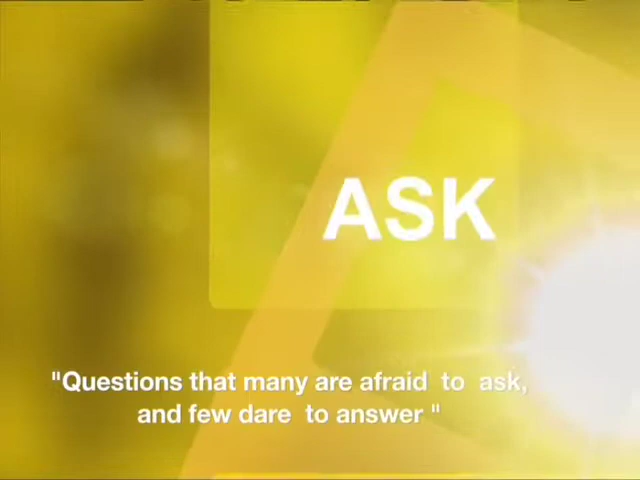 ASK
"Questions that many are afraid to ask,
and few dare to answer "